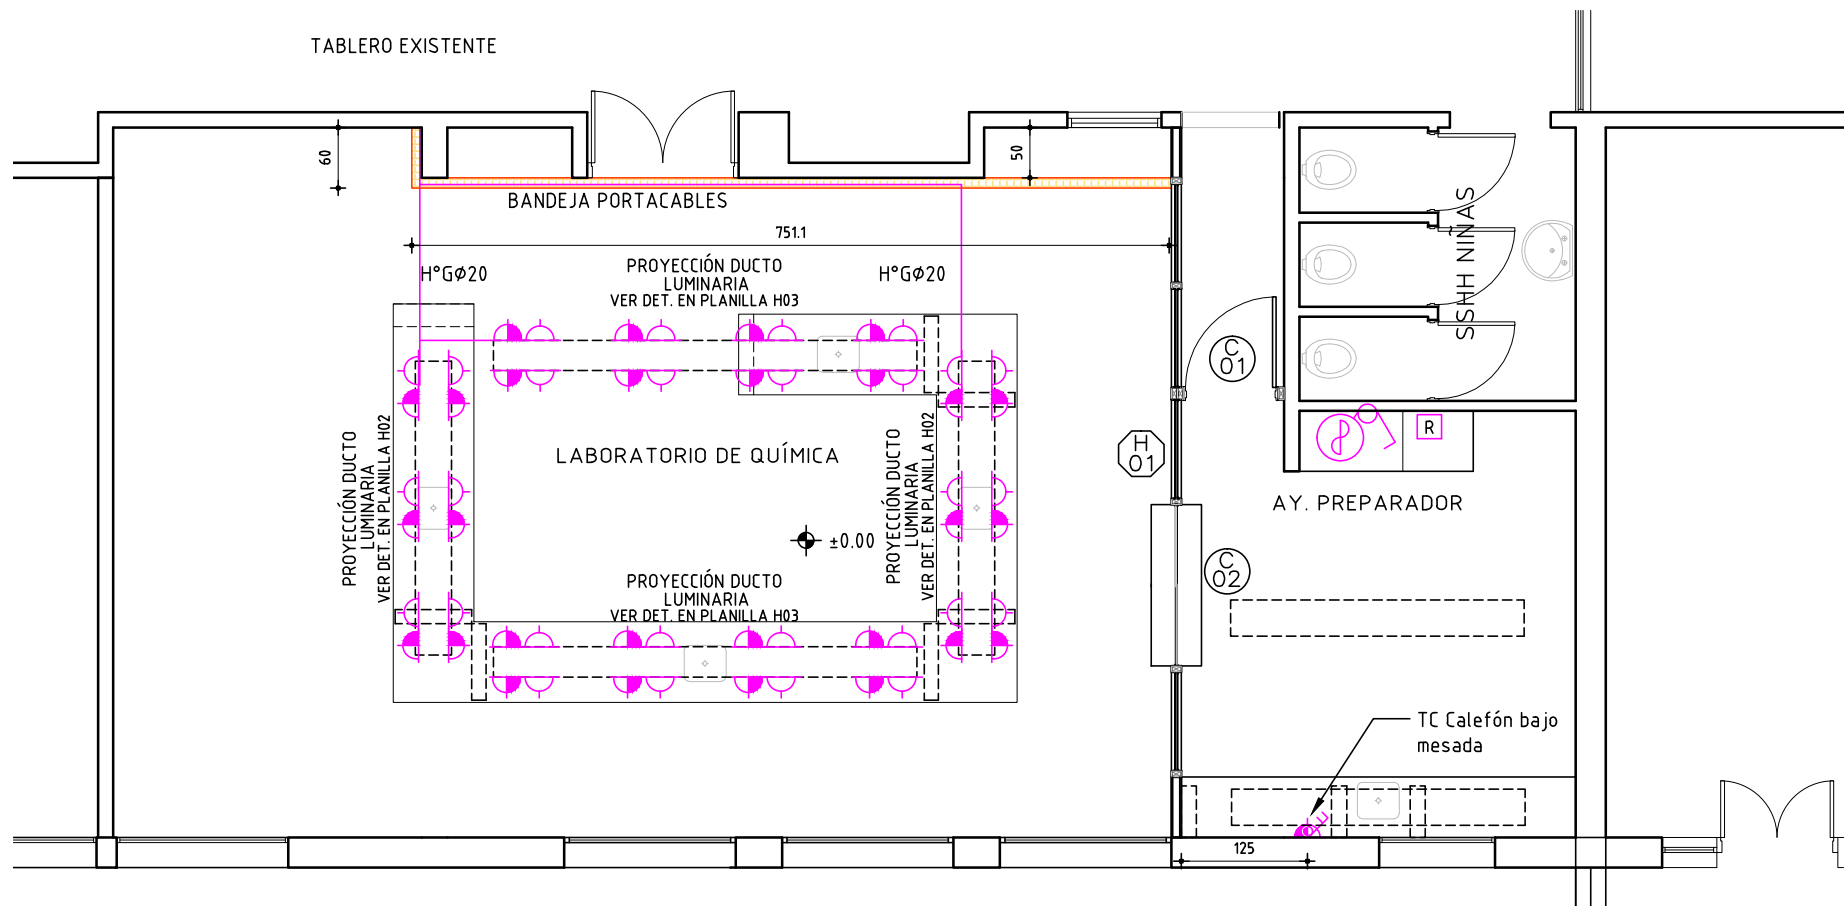 TABLERO EXISTENTE
60
50
BANDEJA PORTACABLES
751.1
H°GØ20
PROYECCIÓN DUCTO
LUMINARIA
VER DET. EN PLANILLA H03
H°GØ20
SSHH NIÑAS
C
01
PROYECCIÓN DUCTO
LUMINARIA
VER DET. EN PLANILLA H02
LABORATORIO DE QUÍMICA
PROYECCIÓN DUCTO
LUMINARIA
VER DET. EN PLANILLA H02
H
01
R
AY. PREPARADOR
±0.00
C
02
PROYECCIÓN DUCTO
LUMINARIA
VER DET. EN PLANILLA H03
TC Calefón bajo
mesada
125